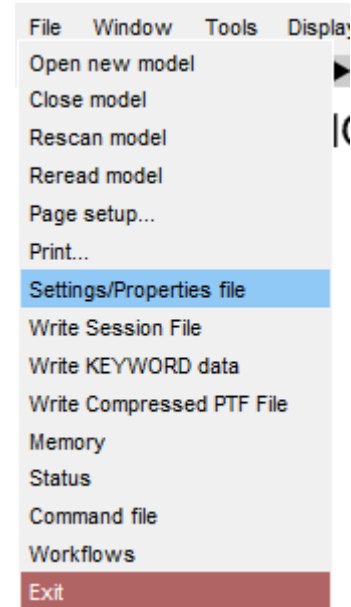 File Window Tools Display
Open new model
Close model
Rescan model
Reread model
Page setup...
Print...
Settings/Properties file
Write Session File
Write KEYWORD data
Write Compressed PTF File
Memory
Status
Command file
Workflows
Exit